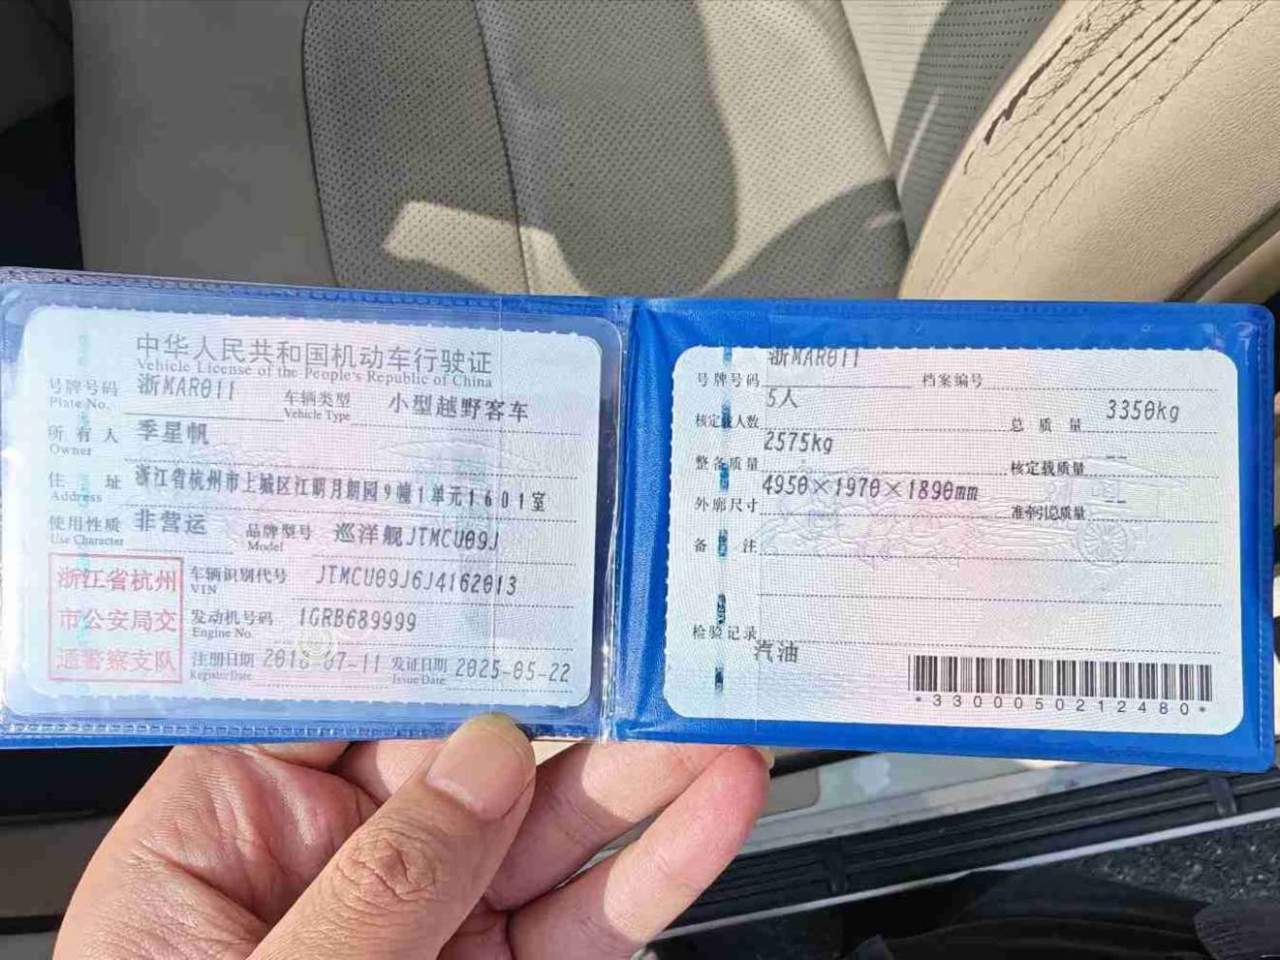 中华人民共和国机动车行驶证
Vehicle License of the People's Republic of China
号牌号码 浙MAR011 车辆类型 小型越野客车
Plate No. Vehicle Type
所有人 季星帆
Owner
住址 浙江省杭州市上城区江明月朗园9幢1单元1601室
Address
使用性质 非营运 品牌型号 巡洋舰JTMCU09J
Use Character Model
浙江省杭州
市公安局交
通警察支队
车辆识别代号 JTMCU09J6J4162013
VIN
发动机号码 1GRB689999
Engine No.
注册日期 2018-07-11 发证日期 2025-05-22
Register Date Issue Date
号牌号码 浙MAR011 档案编号
核定载人数 5人 总质量 3350kg
整备质量 2575kg 核定载质量 --
外廓尺寸 4950×1970×1890mm 准牵引总质量 --
备注
检验记录 汽油
*3300050212480*